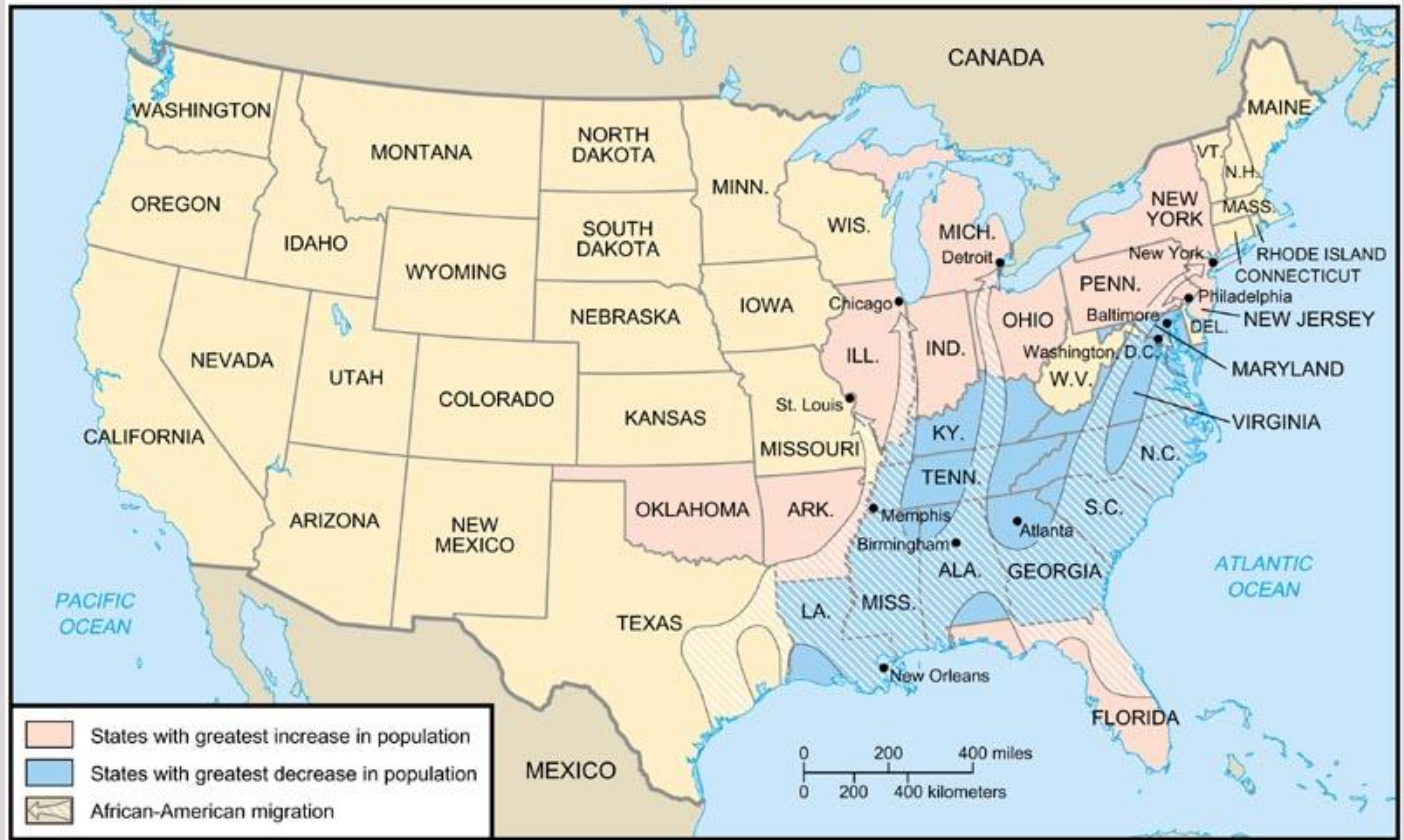 CANADA
WASHINGTON
MONTANA
NORTH
DAKOTA
MINN.
MAINE
VT.
N.H.
OREGON
IDAHO
SOUTH
DAKOTA
WIS.
MICH.
Detroit
NEW
YORK
MASS.
WYOMING
New York
RHODE ISLAND
CONNECTICUT
IOWA
Chicago
PENN.
Philadelphia
NEBRASKA
OHIO
Baltimore
DEL.
NEW JERSEY
NEVADA
UTAH
ILL.
IND.
Washington, D.C.
MARYLAND
COLORADO
W.V.
KANSAS
St. Louis
CALIFORNIA
MISSOURI
KY.
VIRGINIA
N.C.
TENN.
ARIZONA
NEW
MEXICO
OKLAHOMA
ARK.
Memphis
S.C.
Birmingham
Atlanta
ALA.
GEORGIA
ATLANTIC
OCEAN
PACIFIC
OCEAN
TEXAS
LA.
MISS.
New Orleans
FLORIDA
States with greatest increase in population
States with greatest decrease in population
African-American migration
MEXICO
0 200 400 miles
0 200 400 kilometers